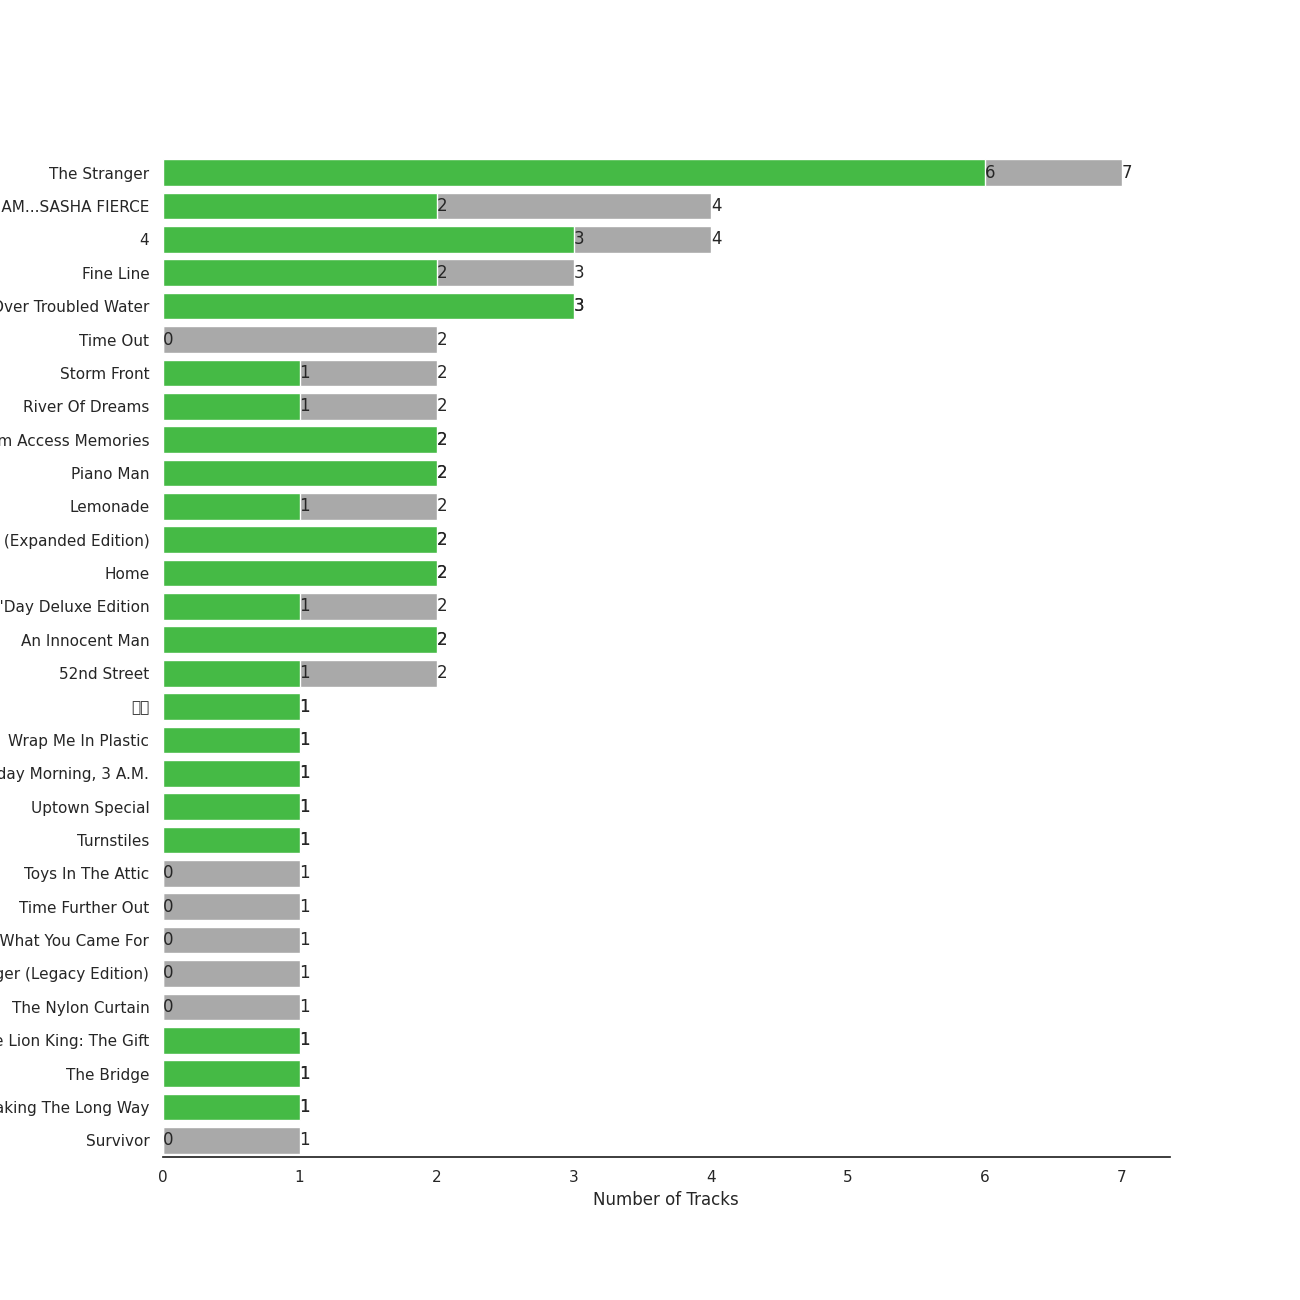 The Stranger 6 7
AM...SASHA FIERCE 2 4
4 3 4
Fine Line 2 3
Over Troubled Water 3
Time Out 0 2
Storm Front 1 2
River Of Dreams 1 2
m Access Memories 2
Piano Man 2
Lemonade 1 2
(Expanded Edition) 2
Home 2
'Day Deluxe Edition 1 2
An Innocent Man 2
52nd Street 1 2
1
Wrap Me In Plastic 1
day Morning, 3 A.M. 1
Uptown Special 1
Turnstiles 1
Toys In The Attic 0 1
Time Further Out 0 1
What You Came For 0 1
ger (Legacy Edition) 0 1
The Nylon Curtain 0 1
e Lion King: The Gift 1
The Bridge 1
aking The Long Way 1
Survivor 0 1
0 1 2 3 4 5 6 7
Number of Tracks